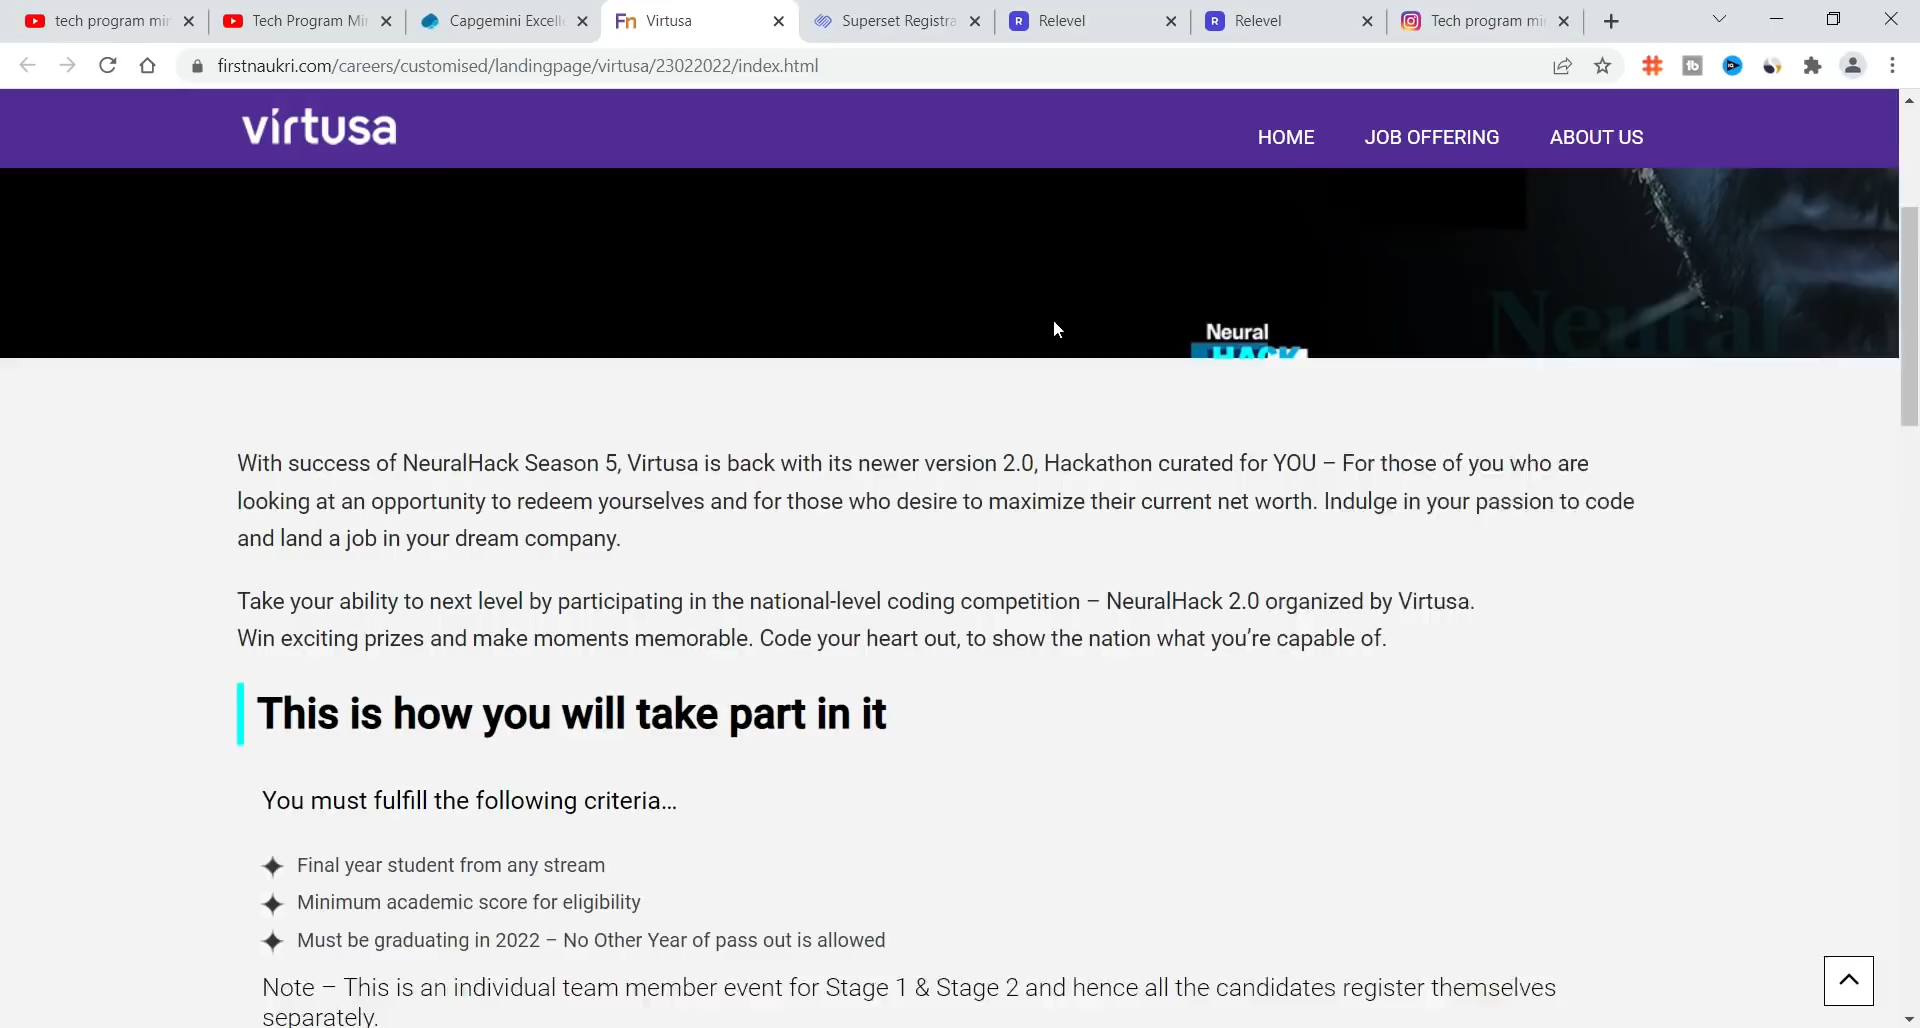 tech program mi
Tech Program Mi
Capgemini Excell
Fn Virtusa
Superset Registra
R Relevel
R Relevel
Tech program mi
firstnaukri.com/careers/customised/landingpage/virtusa/23022022/index.html
virtusa
HOME
JOB OFFERING
ABOUT US
Neural
HACK
Neural
With success of NeuralHack Season 5, Virtusa is back with its newer version 2.0, Hackathon curated for YOU – For those of you who are
looking at an opportunity to redeem yourselves and for those who desire to maximize their current net worth. Indulge in your passion to code
and land a job in your dream company.
Take your ability to next level by participating in the national-level coding competition – NeuralHack 2.0 organized by Virtusa.
Win exciting prizes and make moments memorable. Code your heart out, to show the nation what you’re capable of.
This is how you will take part in it
You must fulfill the following criteria...
Final year student from any stream
Minimum academic score for eligibility
Must be graduating in 2022 – No Other Year of pass out is allowed
Note – This is an individual team member event for Stage 1 & Stage 2 and hence all the candidates register themselves
separately.